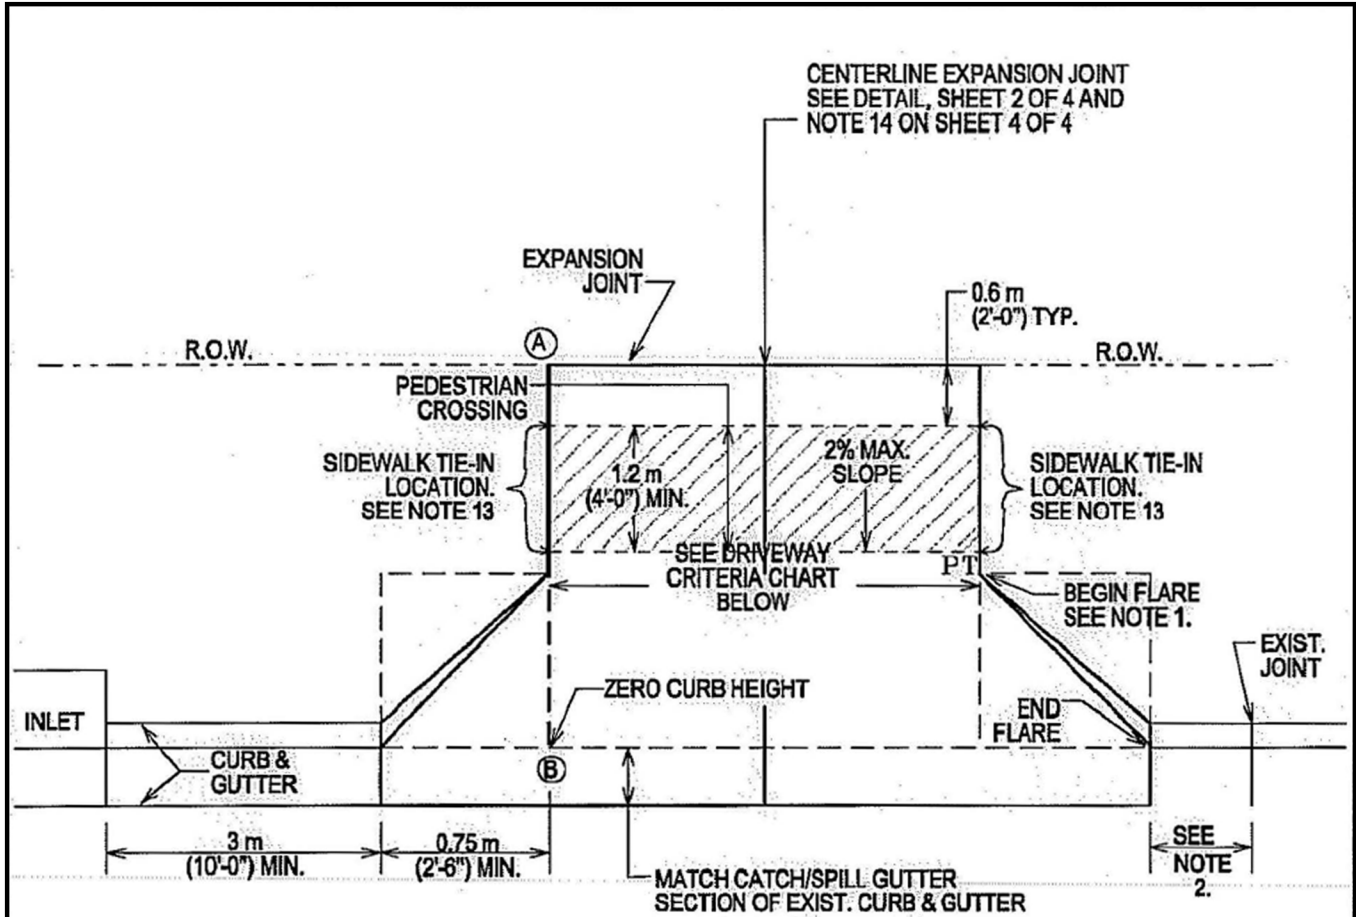 CENTERLINE EXPANSION JOINT
SEE DETAIL, SHEET 2 OF 4 AND
NOTE 14 ON SHEET 4 OF 4
EXPANSION
JOINT
0.6 m
(2'-0") TYP.
R.O.W.
A
R.O.W.
PEDESTRIAN
CROSSING
SIDEWALK TIE-IN
LOCATION.
SEE NOTE 13
1.2 m
(4'-0") MIN.
2% MAX.
SLOPE
SIDEWALK TIE-IN
LOCATION.
SEE NOTE 13
SEE DRIVEWAY
CRITERIA CHART
BELOW
PT
BEGIN FLARE
SEE NOTE 1.
EXIST.
JOINT
ZERO CURB HEIGHT
END
FLARE
INLET
CURB &
GUTTER
B
3 m
(10'-0") MIN.
0.75 m
(2'-6") MIN.
SEE
NOTE
2.
MATCH CATCH/SPILL GUTTER
SECTION OF EXIST. CURB & GUTTER